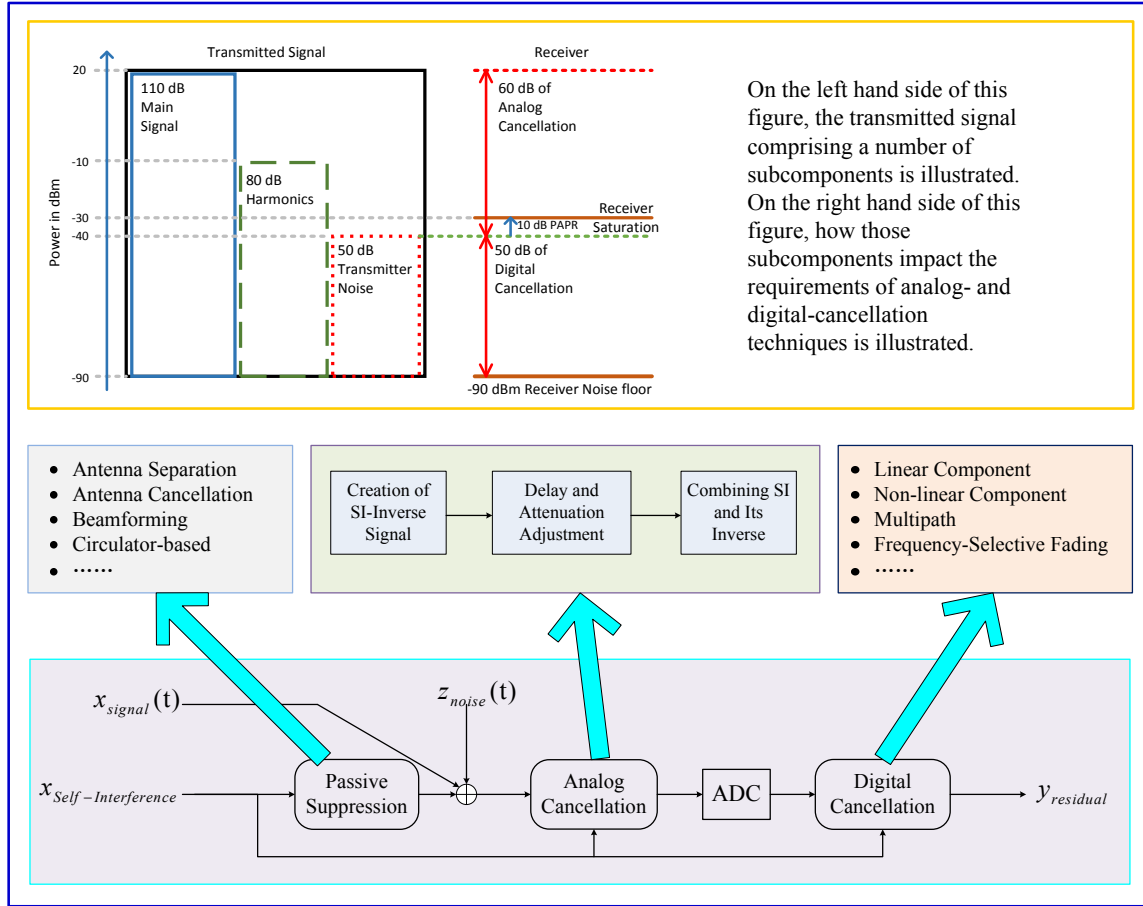 Transmitted Signal
Receiver
20
-10
-30
-40
-90
Power in dBm
110 dB
Main
Signal
80 dB
Harmonics
50 dB
Transmitter
Noise
60 dB of
Analog
Cancellation
Receiver
Saturation
10 dB PAPR
50 dB of
Digital
Cancellation
-90 dBm Receiver Noise floor
On the left hand side of this
figure, the transmitted signal
comprising a number of
subcomponents is illustrated.
On the right hand side of this
figure, how those
subcomponents impact the
requirements of analog- and
digital-cancellation
techniques is illustrated.
• Antenna Separation
• Antenna Cancellation
• Beamforming
• Circulator-based
• ……
Creation of
SI-Inverse
Signal
Delay and
Attenuation
Adjustment
Combining SI
and Its
Inverse
• Linear Component
• Non-linear Component
• Multipath
• Frequency-Selective Fading
• ……
x_signal(t)
z_noise(t)
x_Self-Interference
Passive
Suppression
Analog
Cancellation
ADC
Digital
Cancellation
y_residual